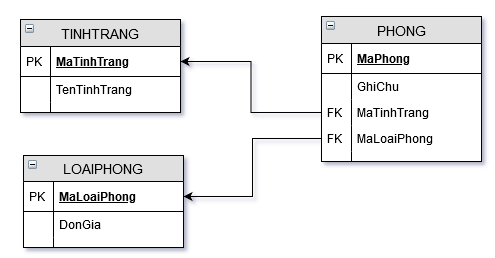 TINHTRANG
PK MaTinhTrang
TenTinhTrang
PHONG
PK MaPhong
GhiChu
FK MaTinhTrang
FK MaLoaiPhong
LOAIPHONG
PK MaLoaiPhong
DonGia